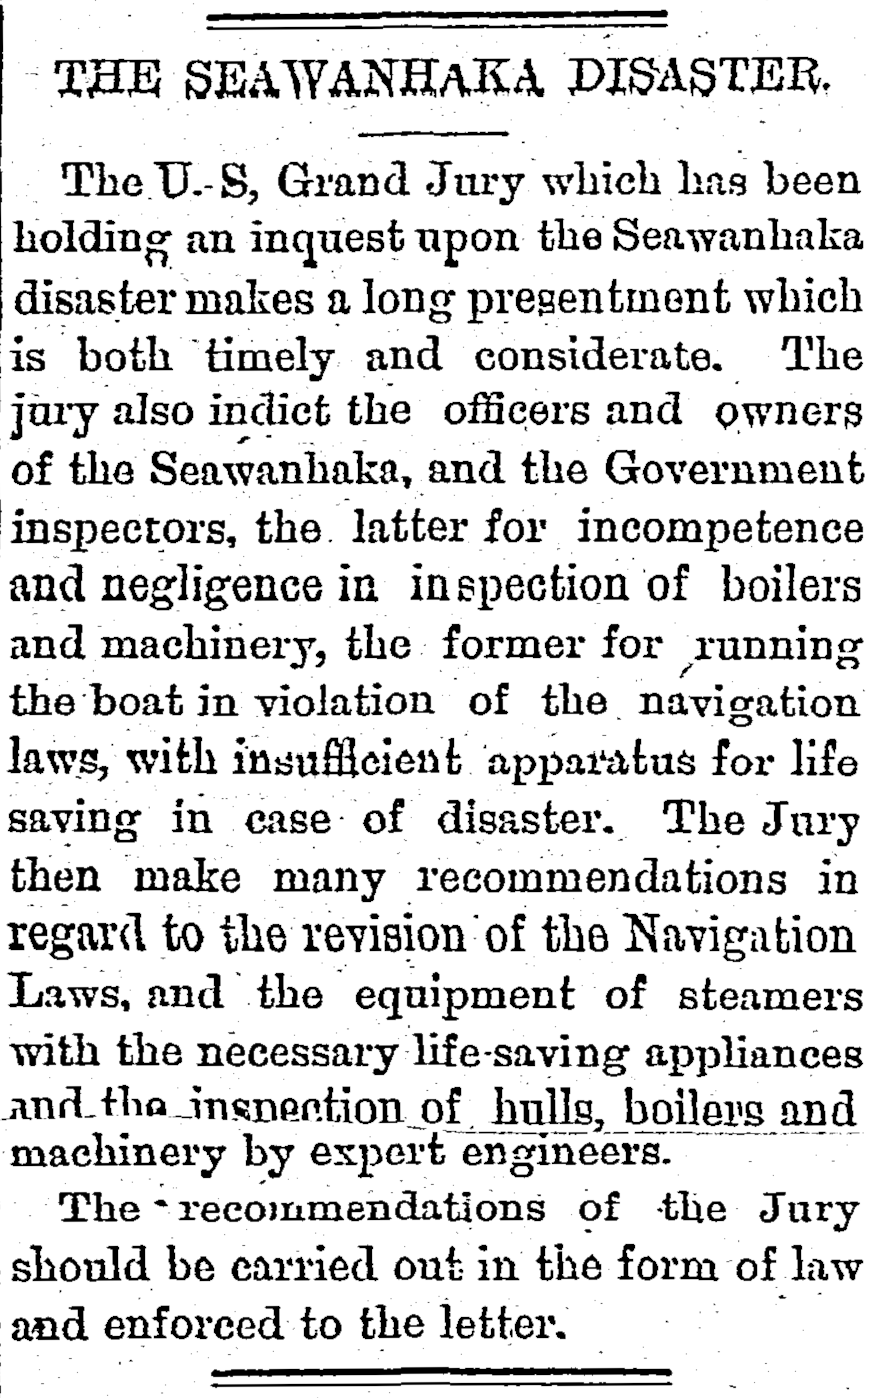 THE SEAWANHAKA DISASTER.
The U.-S, Grand Jury which has been
holding an inquest upon the Seawanhaka
disaster makes a long presentment which
is both timely and considerate. The
jury also indict the officers and owners
of the Seawanhaka, and the Government
inspectors, the latter for incompetence
and negligence in inspection of boilers
and machinery, the former for running
the boat in violation of the navigation
laws, with insufficient apparatus for life
saving in case of disaster. The Jury
then make many recommendations in
regard to the revision of the Navigation
Laws, and the equipment of steamers
with the necessary life-saving appliances
and the inspection of hulls, boilers and
machinery by expert engineers.
The recommendations of the Jury
should be carried out in the form of law
and enforced to the letter.